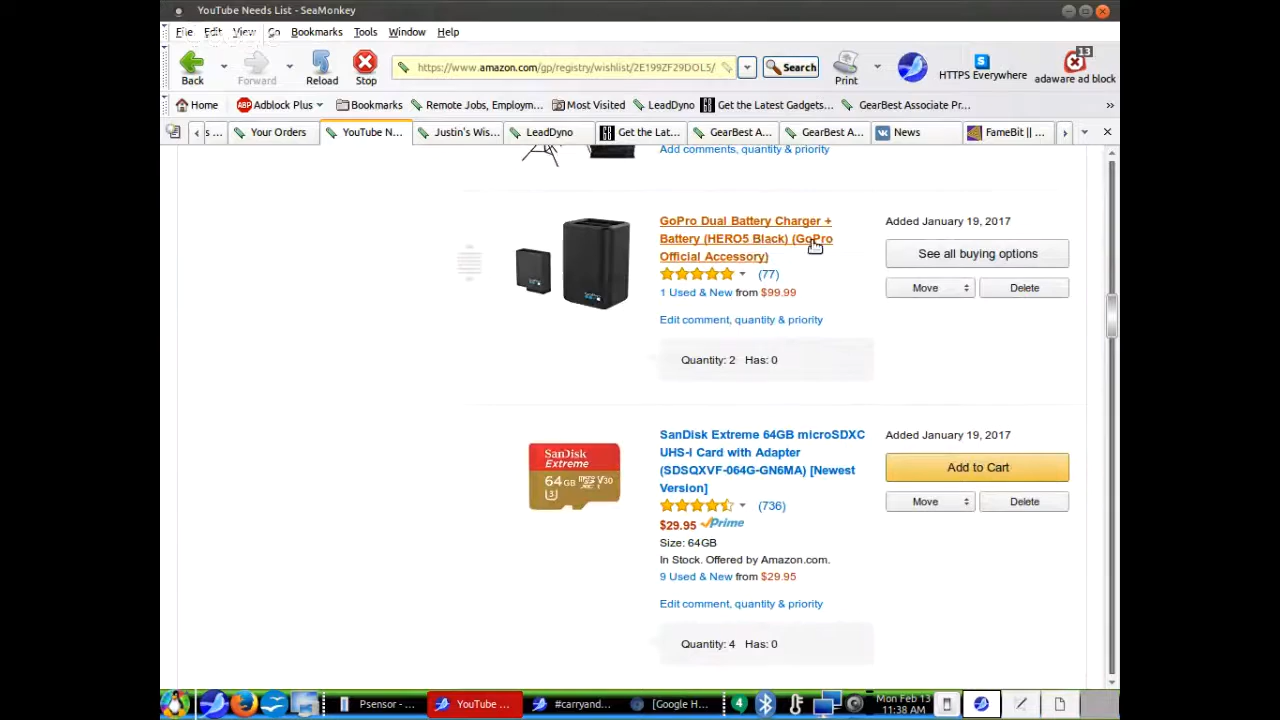 YouTube Needs List - SeaMonkey
File Edit View Go Bookmarks Tools Window Help
Back Forward Reload Stop https://www.amazon.com/gp/registry/wishlist/2E199ZF29DOL5/ Search Print HTTPS Everywhere 13 adaware ad block
Home ABP Adblock Plus Bookmarks Remote Jobs, Employm... Most Visited LeadDyno Get the Latest Gadgets... GearBest Associate Pr... »
s ... Your Orders YouTube N... Justin's Wis... LeadDyno Get the Lat... GearBest A... GearBest A... News FameBit || ...
Add comments, quantity & priority
GoPro Dual Battery Charger +
Battery (HERO5 Black) (GoPro
Official Accessory)
(77)
1 Used & New from $99.99
Edit comment, quantity & priority
Quantity: 2 Has: 0
Added January 19, 2017
See all buying options
Move Delete
SanDisk
Extreme
64GB microSDXC V30
U3
SanDisk Extreme 64GB microSDXC
UHS-I Card with Adapter
(SDSQXVF-064G-GN6MA) [Newest
Version]
(736)
$29.95 Prime
Size: 64GB
In Stock. Offered by Amazon.com.
9 Used & New from $29.95
Edit comment, quantity & priority
Quantity: 4 Has: 0
Added January 19, 2017
Add to Cart
Move Delete
Psensor - ... YouTube ... #carryand... [Google H... 4 Mon Feb 13
11:38 AM